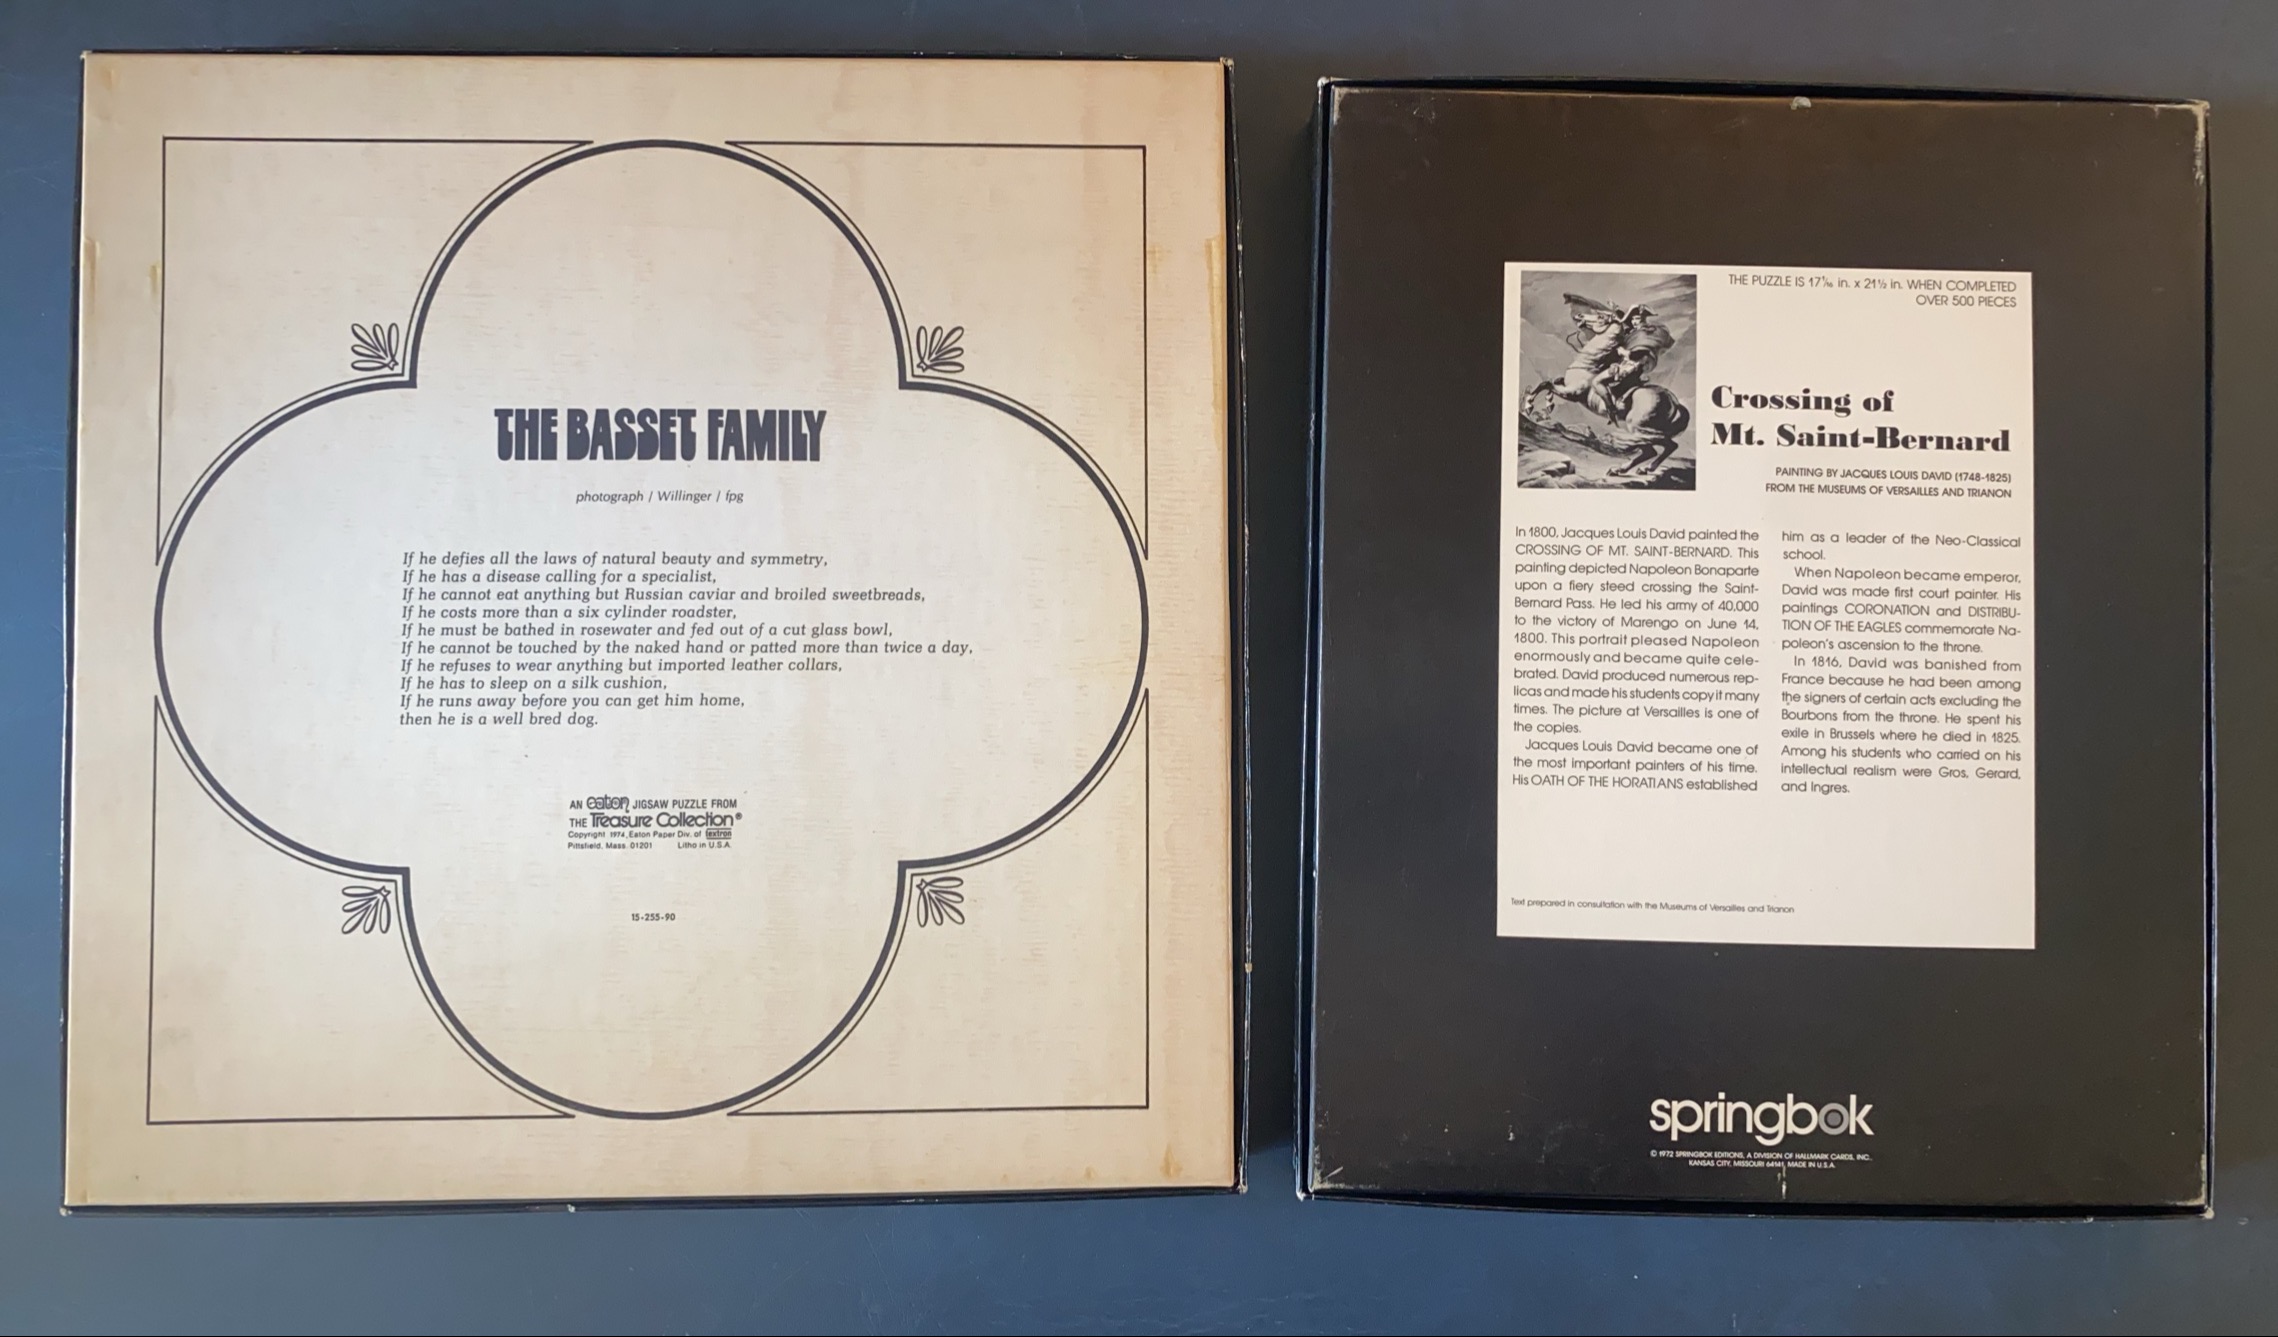 THE BASSET FAMILY
photograph / Willinger / fpg
If he defies all the laws of natural beauty and symmetry,
If he has a disease calling for a specialist,
If he cannot eat anything but Russian caviar and broiled sweetbreads,
If he costs more than a six cylinder roadster,
If he must be bathed in rosewater and fed out of a cut glass bowl,
If he cannot be touched by the naked hand or patted more than twice a day,
If he refuses to wear anything but imported leather collars,
If he has to sleep on a silk cushion,
If he runs away before you can get him home,
then he is a well bred dog.
AN eaton JIGSAW PUZZLE FROM
THE Treasure Collection®
Copyright 1974, Eaton Paper Div. of textron
Pittsfield, Mass. 01201 Litho in U.S.A.
15-255-90
THE PUZZLE IS 17 1/16 in. x 21 1/2 in. WHEN COMPLETED
OVER 500 PIECES
Crossing of
Mt. Saint-Bernard
PAINTING BY JACQUES LOUIS DAVID (1748-1825)
FROM THE MUSEUMS OF VERSAILLES AND TRIANON
In 1800, Jacques Louis David painted the
CROSSING OF MT. SAINT-BERNARD. This
painting depicted Napoleon Bonaparte
upon a fiery steed crossing the Saint-
Bernard Pass. He led his army of 40,000
to the victory of Marengo on June 14,
1800. This portrait pleased Napoleon
enormously and became quite cele-
brated. David produced numerous rep-
licas and made his students copy it many
times. The picture at Versailles is one of
the copies.
Jacques Louis David became one of
the most important painters of his time.
His OATH OF THE HORATIANS established
him as a leader of the Neo-Classical
school.
When Napoleon became emperor,
David was made first court painter. His
paintings CORONATION and DISTRIBU-
TION OF THE EAGLES commemorate Na-
poleon's ascension to the throne.
In 1816, David was banished from
France because he had been among
the signers of certain acts excluding the
Bourbons from the throne. He spent his
exile in Brussels where he died in 1825.
Among his students who carried on his
intellectual realism were Gros, Gerard,
and Ingres.
Text prepared in consultation with the Museums of Versailles and Trianon
springbok
© 1972 SPRINGBOK EDITIONS, A DIVISION OF HALLMARK CARDS, INC.
KANSAS CITY, MISSOURI 64141, MADE IN U.S.A.